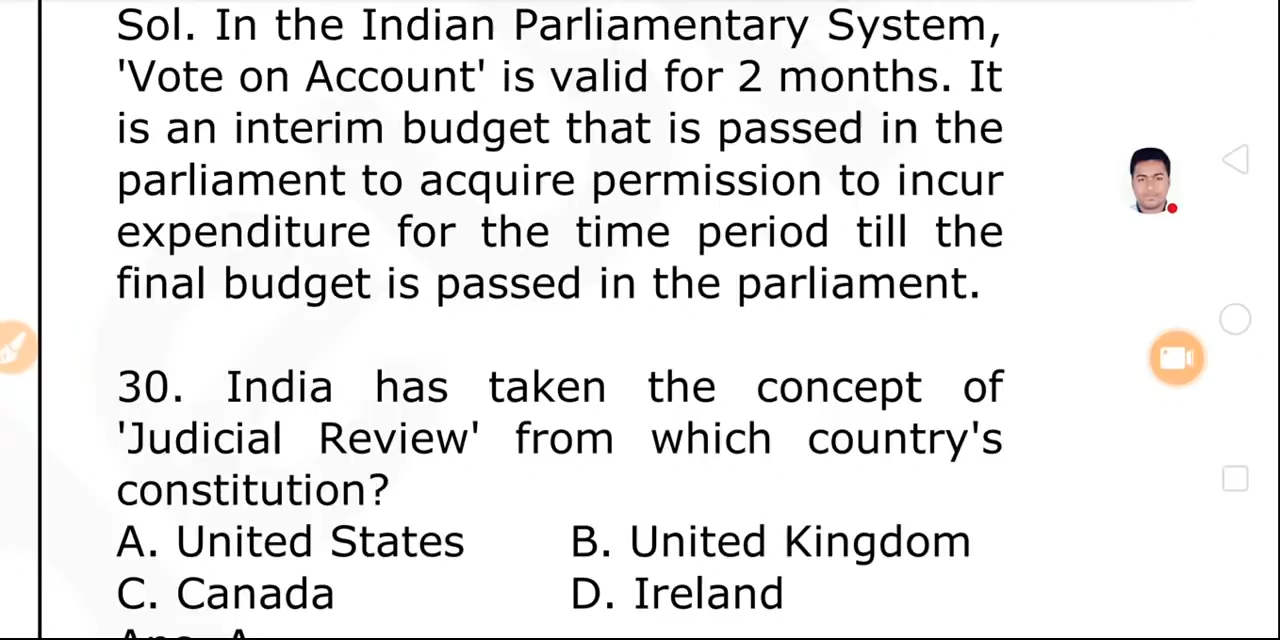 Sol. In the Indian Parliamentary System,
'Vote on Account' is valid for 2 months. It
is an interim budget that is passed in the
parliament to acquire permission to incur
expenditure for the time period till the
final budget is passed in the parliament.
30. India has taken the concept of
'Judicial Review' from which country's
constitution?
A. United States B. United Kingdom
C. Canada D. Ireland
Ans. A